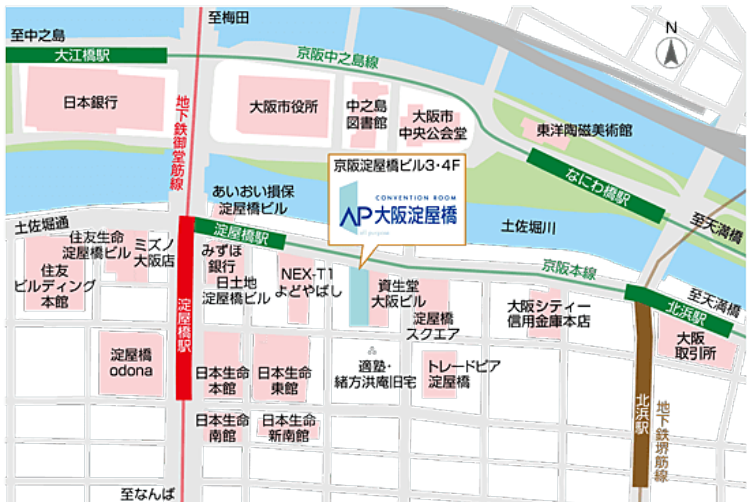 至梅田
N
至中之島
大江橋駅
京阪中之島線
日本銀行
地下鉄御堂筋線
大阪市役所
中之島
図書館
大阪市
中央公会堂
東洋陶磁美術館
京阪淀屋橋ビル3・4F
CONVENTION ROOM
AP大阪淀屋橋
all purpose
なにわ橋駅
至天満橋
あいおい損保
淀屋橋ビル
土佐堀通
淀屋橋駅
土佐堀川
住友生命
淀屋橋ビル
ミズノ
大阪店
みずほ
銀行
京阪本線
住友
ビルディング
本館
日土地
淀屋橋ビル
NEX-T1
よどやばし
資生堂
大阪ビル
淀屋橋
スクエア
大阪シティー
信用金庫本店
至天満橋
北浜駅
大阪
取引所
淀屋橋駅
淀屋橋
odona
日本生命
本館
日本生命
東館
適塾・
緒方洪庵旧宅
トレードピア
淀屋橋
日本生命
南館
日本生命
新南館
北浜駅
地下鉄堺筋線
至なんば